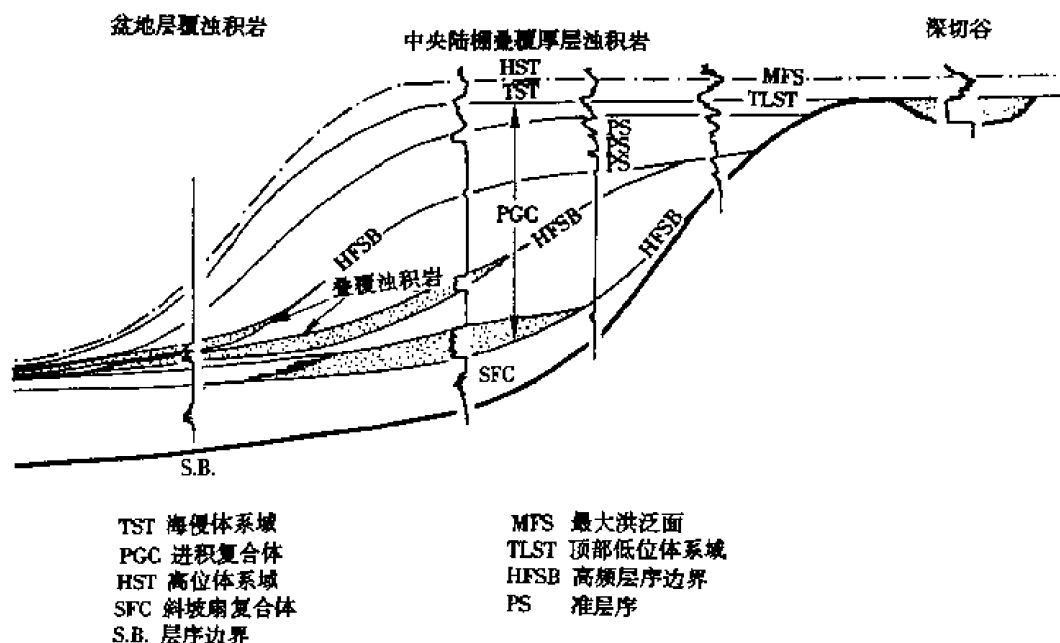 盆地层覆浊积岩
中央陆棚叠覆厚层浊积岩
深切谷
HST
TST
MFS
TLST
PS
PS
PS
PGC
HFSB
HFSB
HFSB
叠覆浊积岩
SFC
S.B.
TST 海侵体系域
PGC 进积复合体
HST 高位体系域
SFC 斜坡扇复合体
S.B. 层序边界
MFS 最大洪泛面
TLST 顶部低位体系域
HFSB 高频层序边界
PS 准层序